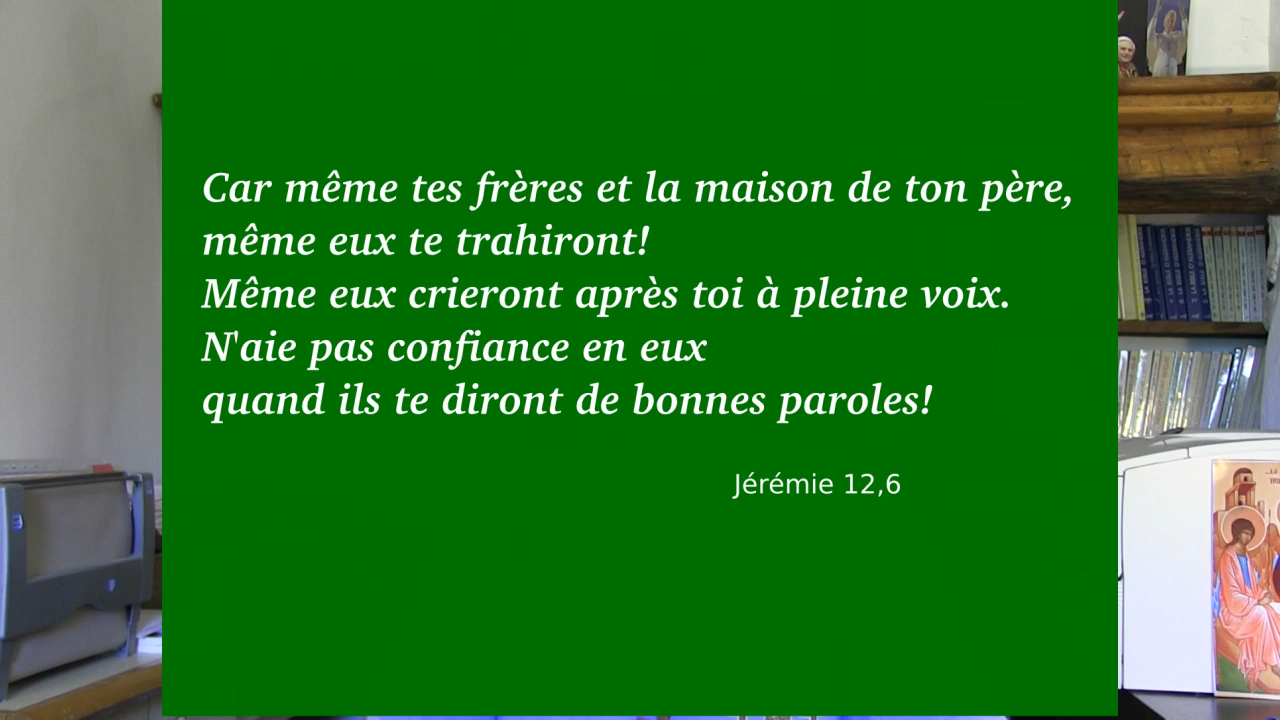 Car même tes frères et la maison de ton père,
même eux te trahiront!
Même eux crieront après toi à pleine voix.
N'aie pas confiance en eux
quand ils te diront de bonnes paroles!
Jérémie 12,6